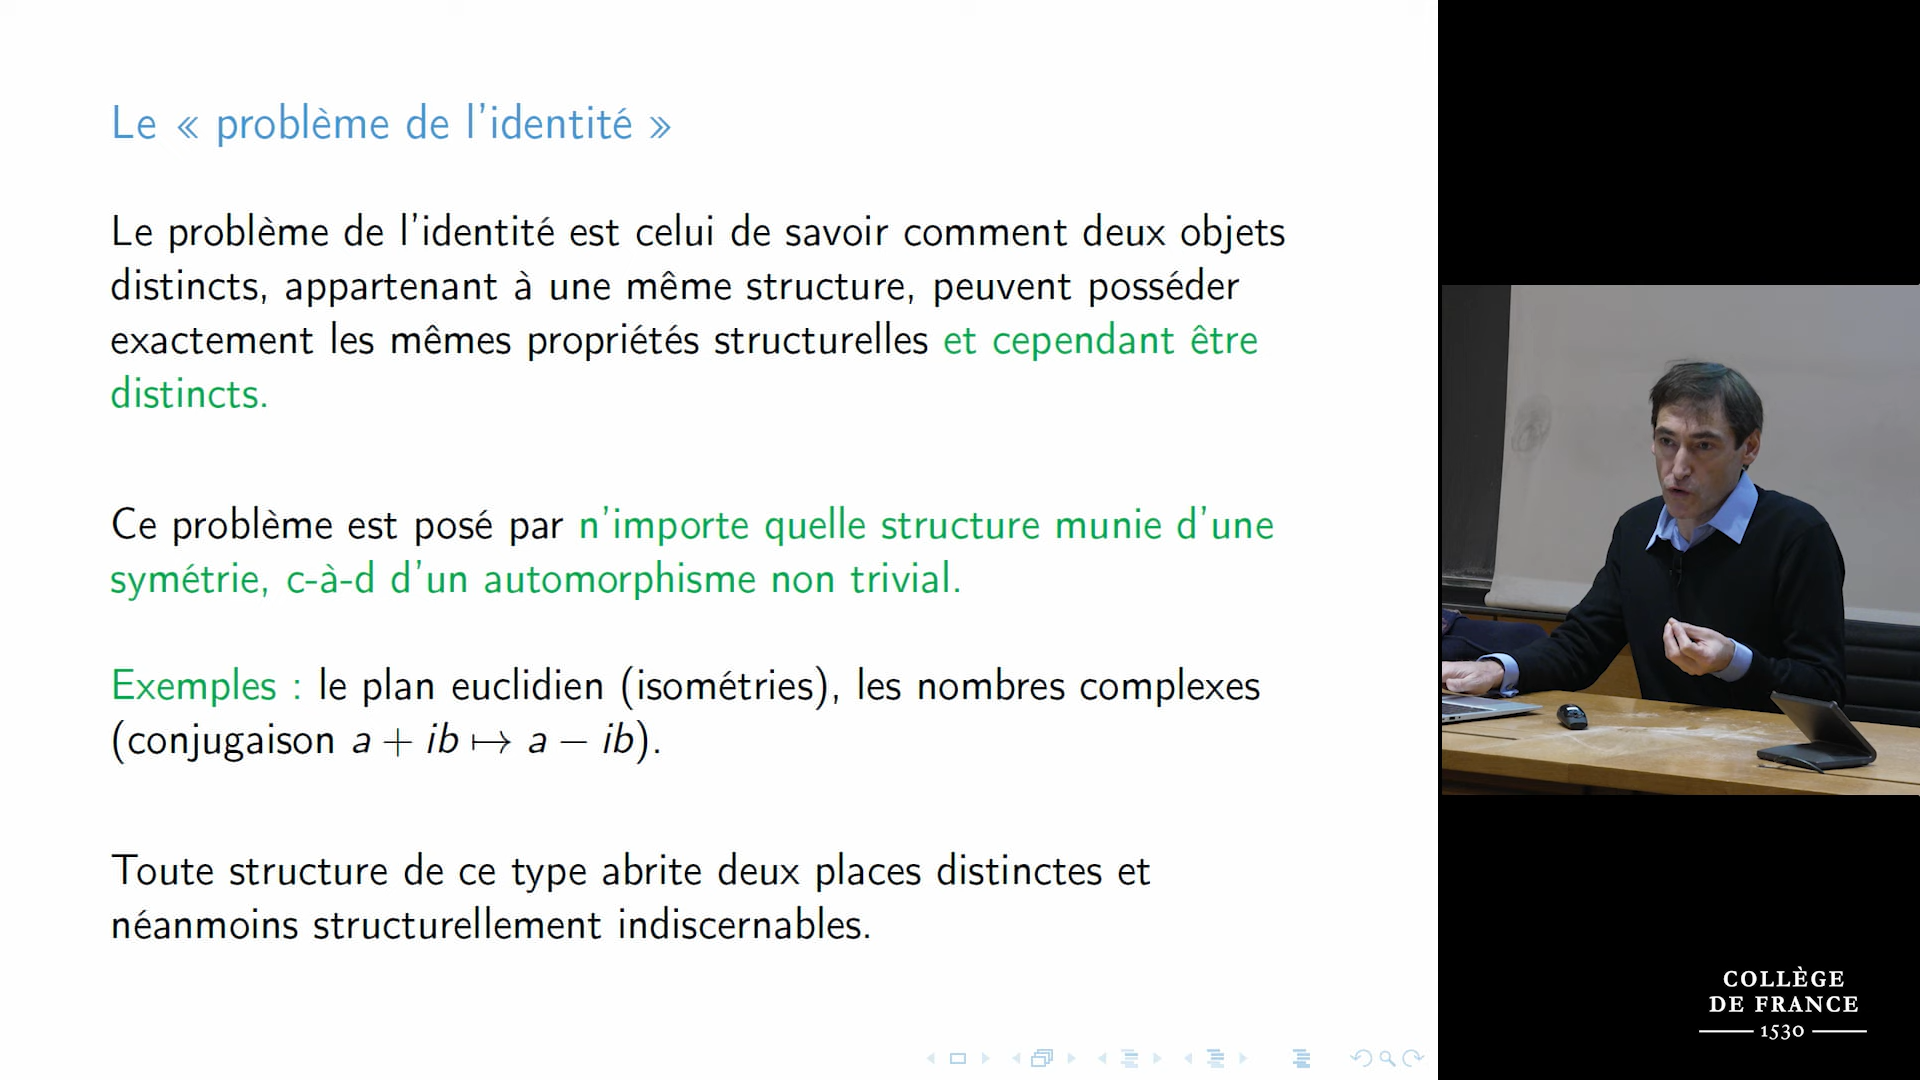 Le « problème de l'identité »
Le problème de l'identité est celui de savoir comment deux objets
distincts, appartenant à une même structure, peuvent posséder
exactement les mêmes propriétés structurelles et cependant être
distincts.
Ce problème est posé par n'importe quelle structure munie d'une
symétrie, c-à-d d'un automorphisme non trivial.
Exemples : le plan euclidien (isométries), les nombres complexes
(conjugaison a + ib ↦ a − ib).
Toute structure de ce type abrite deux places distinctes et
néanmoins structurellement indiscernables.
COLLÈGE
DE FRANCE
1530